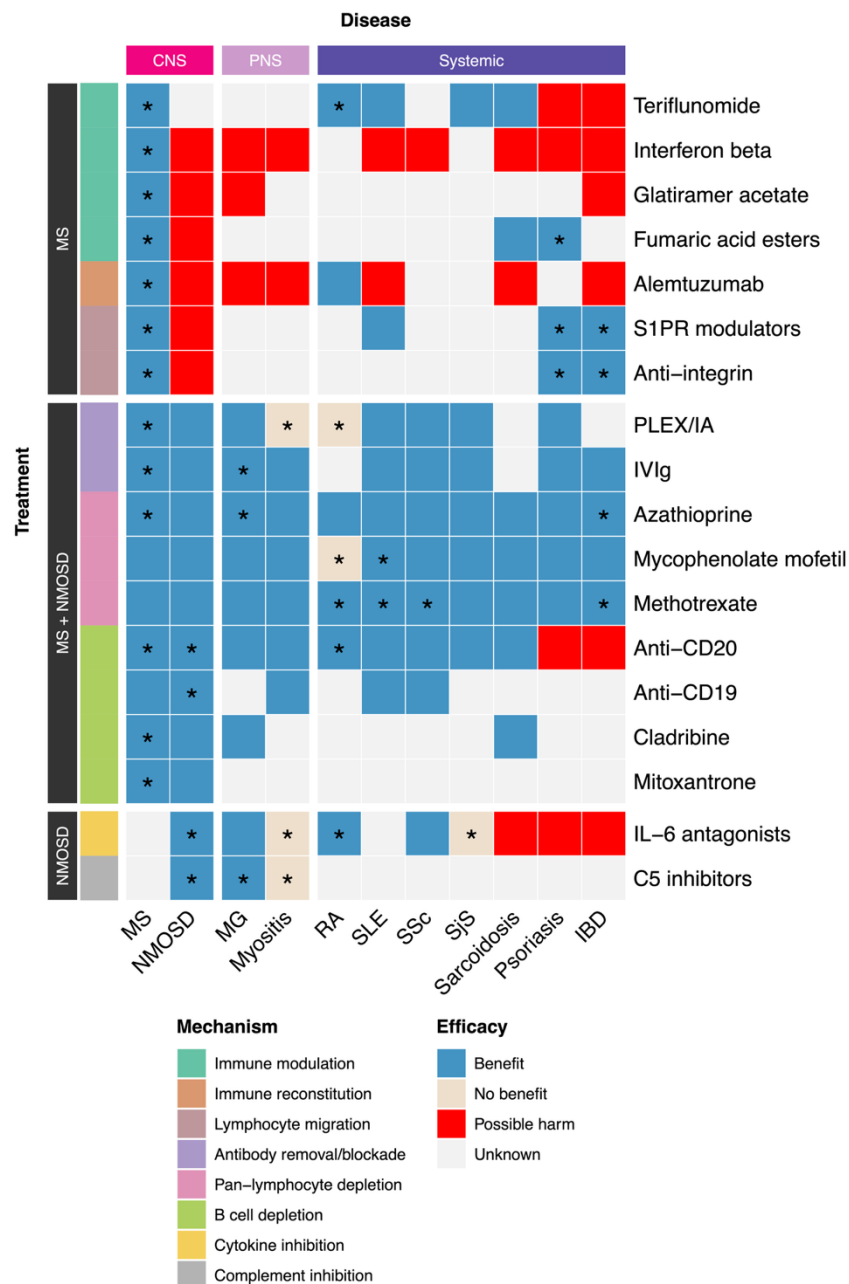 Disease
CNS PNS Systemic
Treatment
MS
* * Teriflunomide
* Interferon beta
* Glatiramer acetate
* * Fumaric acid esters
* Alemtuzumab
* * * S1PR modulators
* * * Anti−integrin
MS + NMOSD
* * * PLEX/IA
* * IVIg
* * * Azathioprine
* * Mycophenolate mofetil
* * * * Methotrexate
* * * Anti−CD20
* Anti−CD19
* Cladribine
* Mitoxantrone
NMOSD
* * * * IL−6 antagonists
* * * C5 inhibitors
MS NMOSD MG Myositis RA SLE SSc SjS Sarcoidosis Psoriasis IBD
Mechanism
Immune modulation
Immune reconstitution
Lymphocyte migration
Antibody removal/blockade
Pan−lymphocyte depletion
B cell depletion
Cytokine inhibition
Complement inhibition
Efficacy
Benefit
No benefit
Possible harm
Unknown